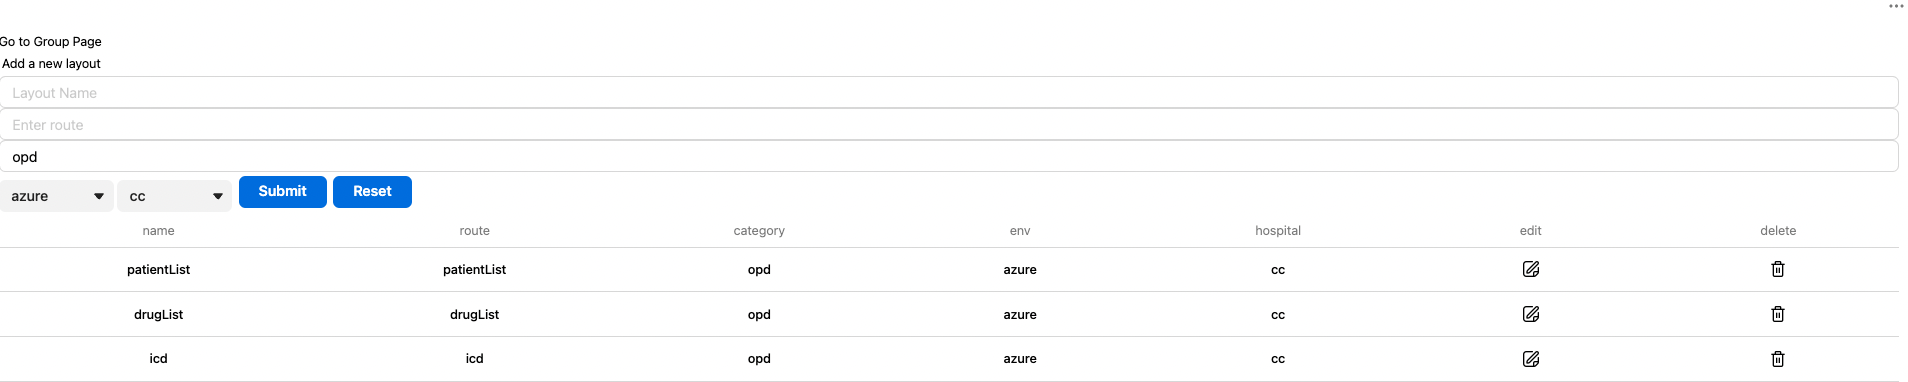 Go to Group Page
Add a new layout
Layout Name
Enter route
opd
azure cc Submit Reset
name route category env hospital edit delete
patientList patientList opd azure cc
drugList drugList opd azure cc
icd icd opd azure cc